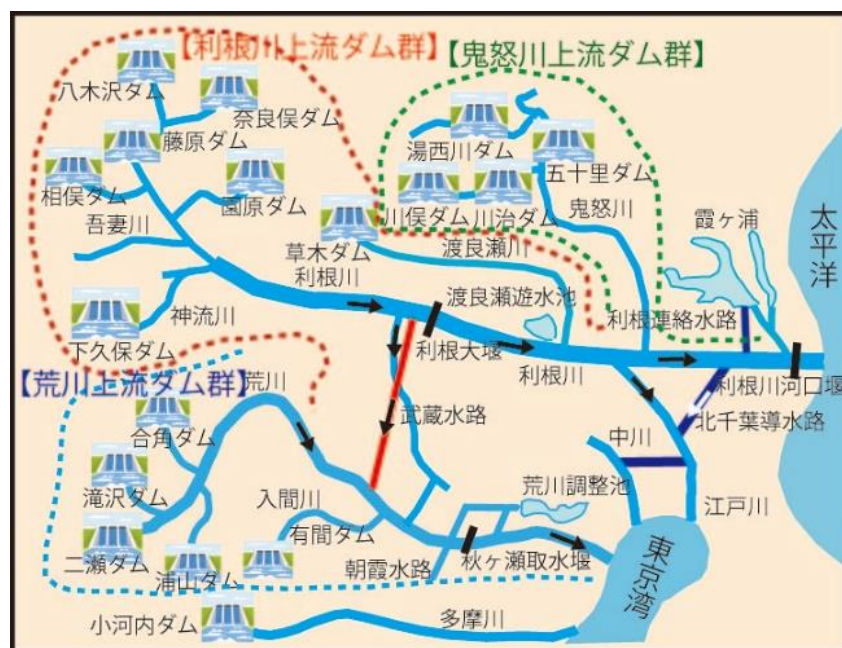 【利根川上流ダム群】
【鬼怒川上流ダム群】
八木沢ダム
奈良俣ダム
藤原ダム
湯西川ダム
五十里ダム
相俣ダム
薗原ダム
川俣ダム
川治ダム
鬼怒川
霞ヶ浦
太平洋
吾妻川
草木ダム
渡良瀬川
利根川
神流川
渡良瀬遊水池
利根連絡水路
下久保ダム
利根大堰
利根川
利根川河口堰
【荒川上流ダム群】
荒川
武蔵水路
北千葉導水路
合角ダム
中川
滝沢ダム
入間川
荒川調整池
江戸川
有間ダム
二瀬ダム
浦山ダム
朝霞水路
秋ヶ瀬取水堰
東京湾
小河内ダム
多摩川